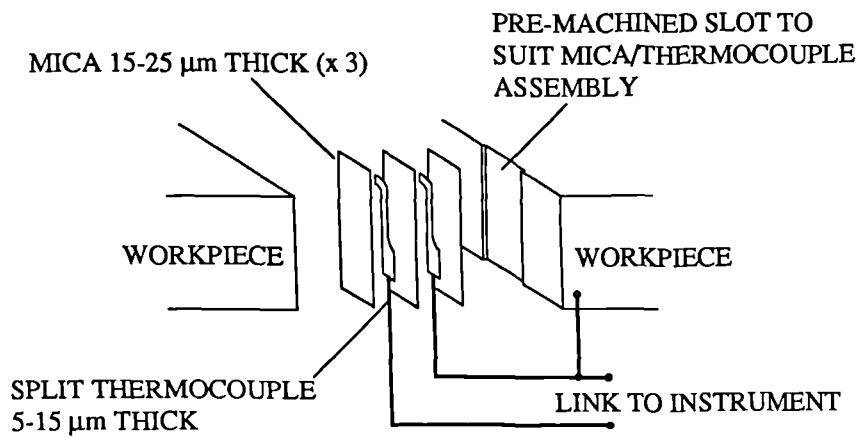 PRE-MACHINED SLOT TO
SUIT MICA/THERMOCOUPLE
ASSEMBLY
MICA 15-25 μm THICK (x 3)
WORKPIECE
WORKPIECE
SPLIT THERMOCOUPLE
5-15 μm THICK
LINK TO INSTRUMENT